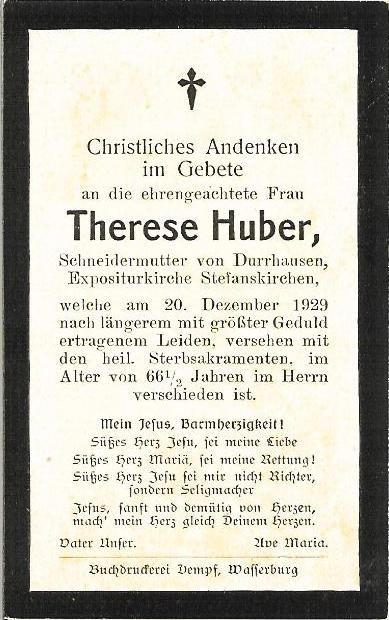 Christliches Andenken
im Gebete
an die ehrengeachtete Frau
Therese Huber,
Schneidermutter von Durrhausen,
Expositurkirche Stefanskirchen,
welche am 20. Dezember 1929
nach längerem mit größter Geduld
ertragenem Leiden, versehen mit
den heil. Sterbsakramenten, im
Alter von 66½ Jahren im Herrn
verschieden ist.
Mein Jesus, Barmherzigkeit!
Süßes Herz Jesu, sei meine Liebe
Süßes Herz Mariä, sei meine Rettung!
Süßes Herz Jesu sei mir nicht Richter,
sondern Seligmacher
Jesus, sanft und demütig von Herzen,
mach' mein Herz gleich Deinem Herzen.
Vater Unser. Ave Maria.
Buchdruckerei Dempf, Wasserburg